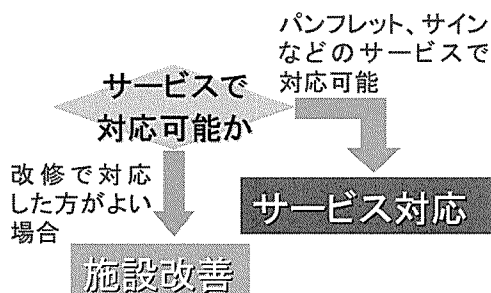 パンフレット、サイン
などのサービスで
対応可能
サービスで
対応可能か
改修で対応
した方がよい
場合
サービス対応
施設改善